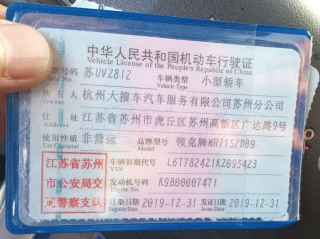 中华人民共和国机动车行驶证
Vehicle License of the People's Republic of China
号牌号码 苏UVZ81Z 车辆类型 小型轿车
Vehicle Type
所有人 杭州大搜车汽车服务有限公司苏州分公司
Owner
住址 江苏省苏州市虎丘区苏州高新区广达路9号
Address
使用性质 非营运 品牌型号 领克牌MR7152D09
Use Character Model
江苏省苏州
市公安局交
警察支队
车辆识别代号 L6T78Z4Z1KZ095423
VIN
发动机号码 K9B00007471
Engine No.
注册日期 2019-12-31 发证日期 2019-12-31
Register Date Issue Date